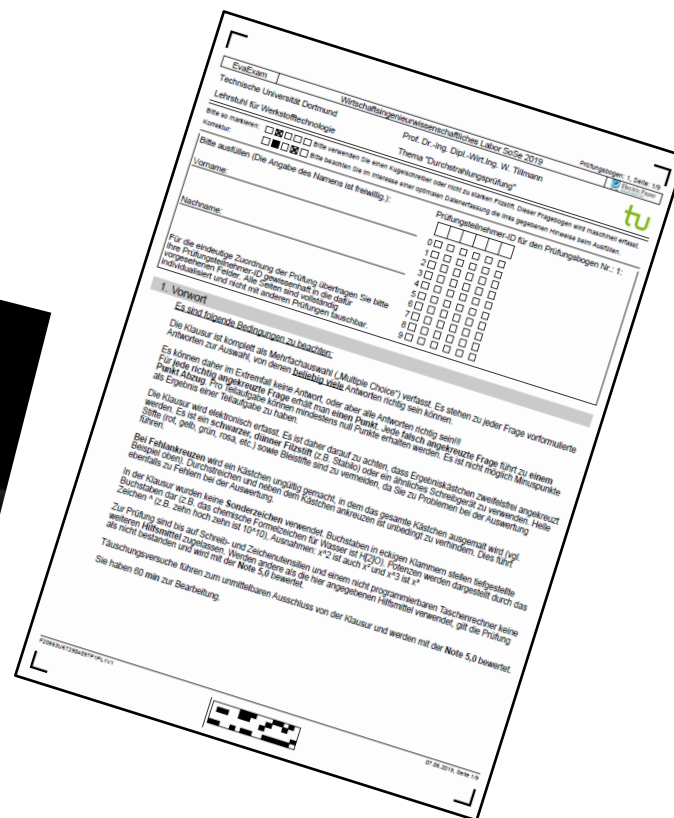 EvaExam
Wirtschaftsingenieurwissenschaftliches Labor SoSe 2019
Prüfungsbogen: 1, Seite: 1/9
Electric Paper
Technische Universität Dortmund
Prof. Dr.-Ing. Dipl.-Wirt.Ing. W. Tillmann
Lehrstuhl für Werkstofftechnologie
Thema "Durchstrahlungsprüfung"
tu
Bitte so markieren:
Bitte verwenden Sie einen Kugelschreiber oder nicht zu starken Filzstift. Dieser Fragebogen wird maschinell erfasst.
Korrektur:
Bitte beachten Sie im Interesse einer optimalen Datenerfassung die links gegebenen Hinweise beim Ausfüllen.
Bitte ausfüllen (Die Angabe des Namens ist freiwillig.):
Prüfungsteilnehmer-ID für den Prüfungsbogen Nr.: 1:
Vorname:
Nachname:
0
1
2
3
4
5
6
7
8
9
Für die eindeutige Zuordnung der Prüfung übertragen Sie bitte
Ihre Prüfungsteilnehmer-ID gewissenhaft in die dafür
vorgesehenen Felder. Alle Seiten sind vollständig
individualisiert und nicht mit anderen Prüfungen tauschbar.
1. Vorwort
Es sind folgende Bedingungen zu beachten:
Die Klausur ist komplett als Mehrfachauswahl („Multiple Choice“) verfasst. Es stehen zu jeder Frage vorformulierte
Antworten zur Auswahl, von denen beliebig viele Antworten richtig sein können.
Es können daher im Extremfall keine Antwort, oder aber alle Antworten richtig sein!!!
Für jede richtig angekreuzte Frage erhält man einen Punkt. Jede falsch angekreuzte Frage führt zu einem
Punkt Abzug. Pro Teilaufgabe können mindestens null Punkte erhalten werden. Es ist nicht möglich Minuspunkte
als Ergebnis einer Teilaufgabe zu haben.
Die Klausur wird elektronisch erfasst. Es ist daher darauf zu achten, dass Ergebniskästchen zweifelsfrei angekreuzt
werden. Es ist ein schwarzer, dünner Filzstift (z.B. Stabilo) oder ein ähnliches Schreibgerät zu verwenden. Helle
Stifte (rot, gelb, grün, rosa, etc.) sowie Bleistifte sind zu vermeiden, da Sie zu Problemen bei der Auswertung
führen.
Bei Fehlankreuzen wird ein Kästchen ungültig gemacht, in dem das gesamte Kästchen ausgemalt wird (vgl.
Beispiel oben). Durchstreichen und neben dem Kästchen ankreuzen ist unbedingt zu verhindern. Dies führt
ebenfalls zu Fehlern bei der Auswertung.
In der Klausur wurden keine Sonderzeichen verwendet. Buchstaben in eckigen Klammern stellen tiefgestellte
Buchstaben dar (z.B. das chemische Formelzeichen für Wasser ist H[2]O), Potenzen werden dargestellt durch das
Zeichen ^ (z.B. zehn hoch zehn ist 10^10), Ausnahmen: x^2 ist auch x² und x^3 ist x³
Zur Prüfung sind bis auf Schreib- und Zeichenutensilien und einem nicht programmierbaren Taschenrechner keine
weiteren Hilfsmittel zugelassen. Werden andere als die hier angegebenen Hilfsmittel verwendet, gilt die Prüfung
als nicht bestanden und wird mit der Note 5,0 bewertet.
Täuschungsversuche führen zum unmittelbaren Ausschluss von der Klausur und werden mit der Note 5,0 bewertet.
Sie haben 60 min zur Bearbeitung.
07.06.2019, Seite 1/9